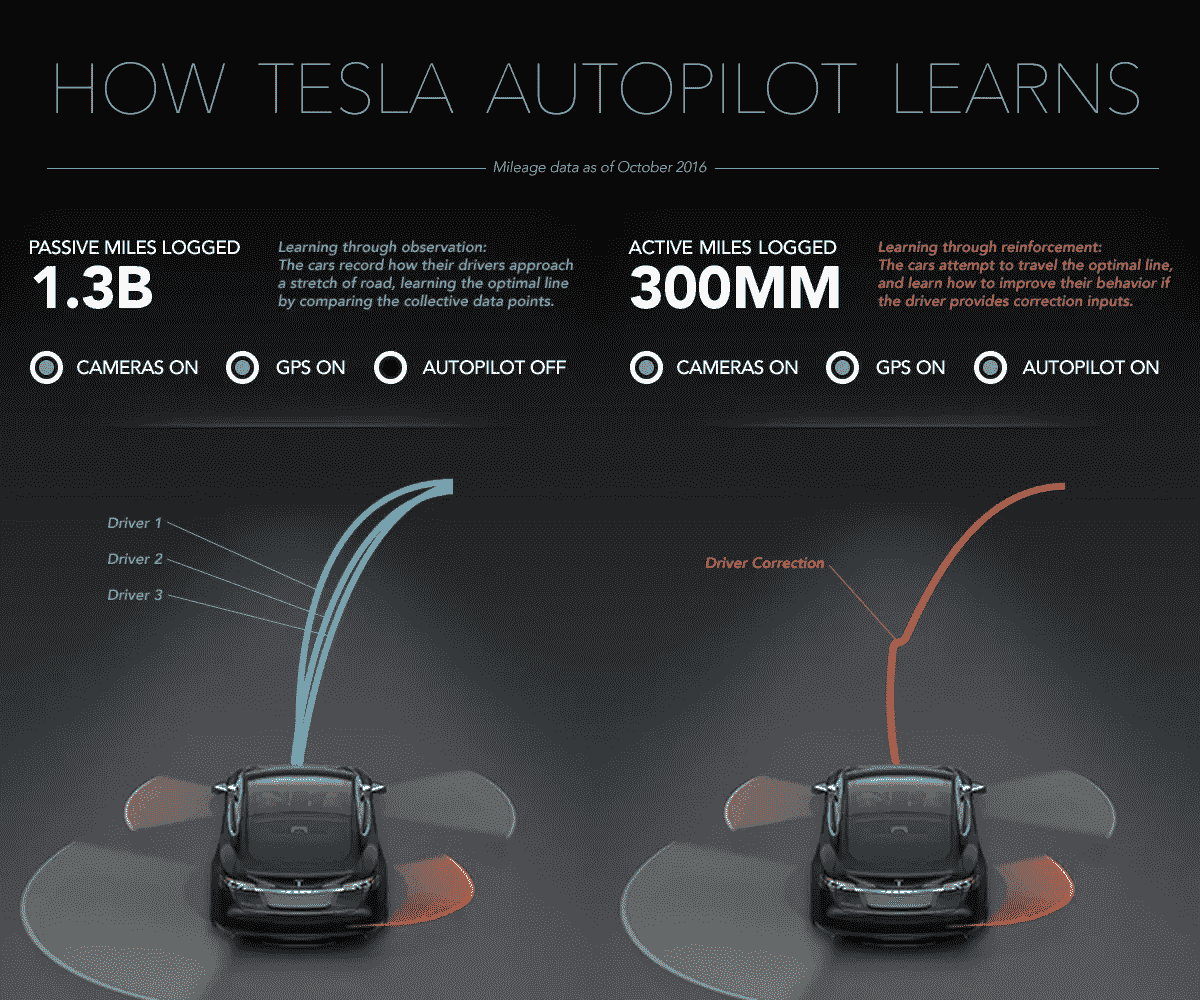 HOW TESLA AUTOPILOT LEARNS
Mileage data as of October 2016
PASSIVE MILES LOGGED
1.3B
Learning through observation:
The cars record how their drivers approach
a stretch of road, learning the optimal line
by comparing the collective data points.
CAMERAS ON
GPS ON
AUTOPILOT OFF
ACTIVE MILES LOGGED
300MM
Learning through reinforcement:
The cars attempt to travel the optimal line,
and learn how to improve their behavior if
the driver provides correction inputs.
CAMERAS ON
GPS ON
AUTOPILOT ON
Driver 1
Driver 2
Driver 3
Driver Correction